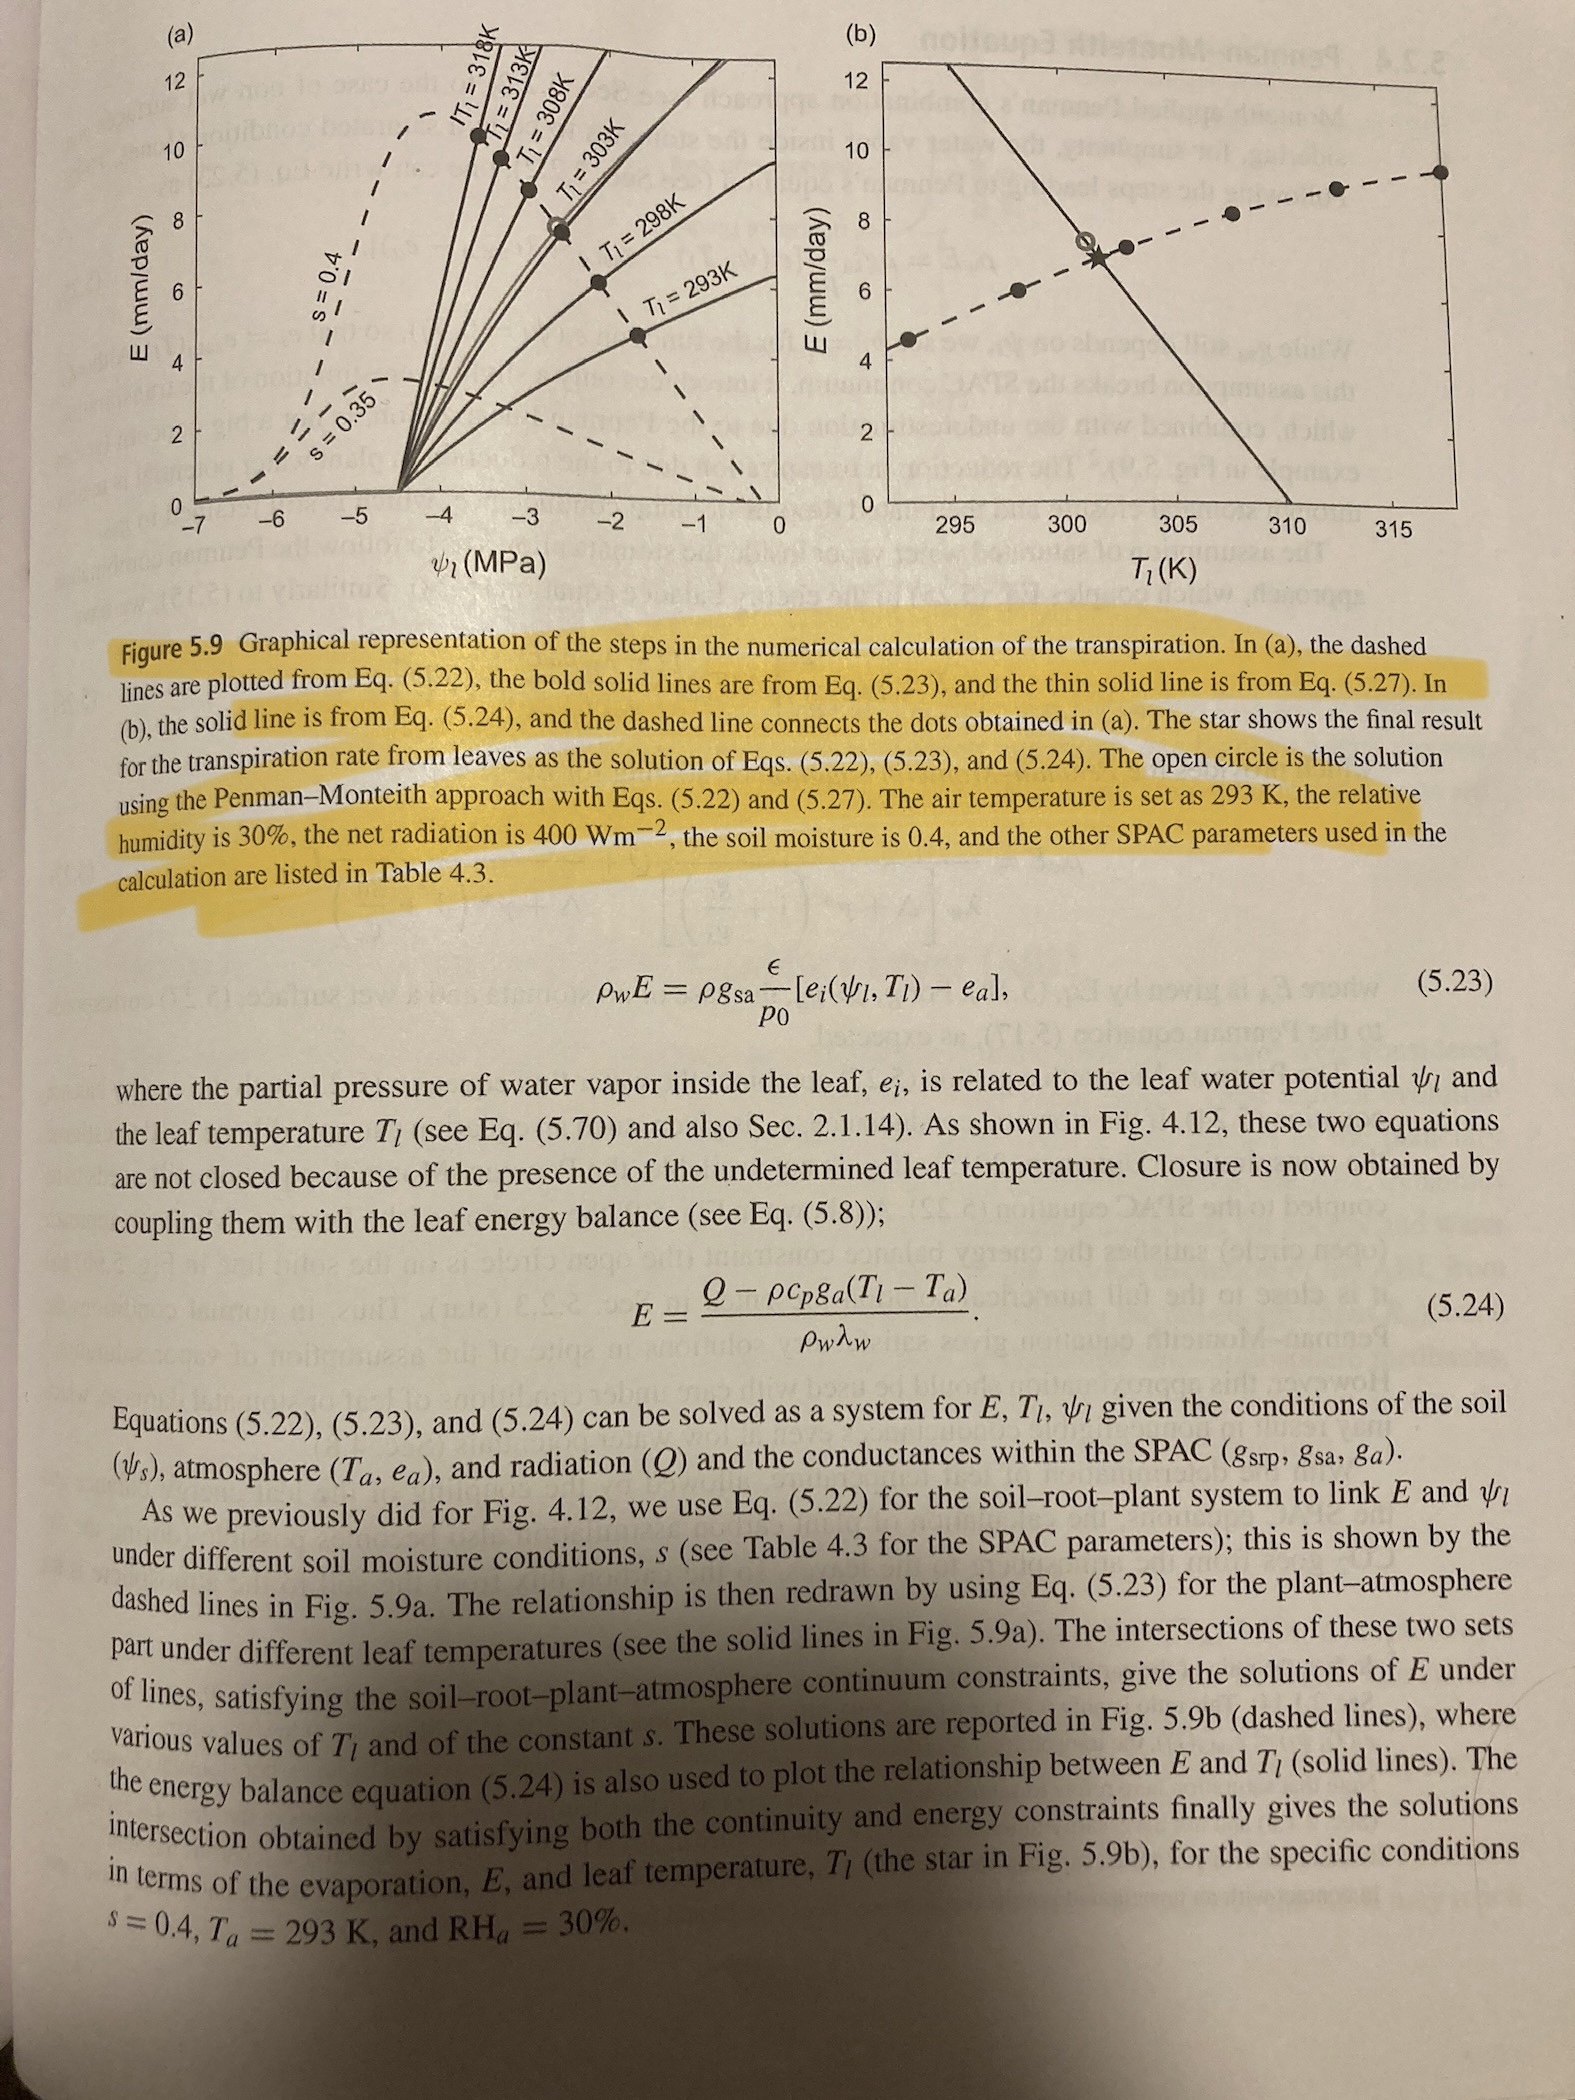 (a)
12
10
8
6
4
2
0
E (mm/day)
s = 0.4
s = 0.35
T_l = 318K
T_l = 313K
T_l = 308K
T_l = 303K
T_l = 298K
T_l = 293K
−7 −6 −5 −4 −3 −2 −1 0
ψ_l (MPa)
(b)
12
10
8
6
4
2
0
E (mm/day)
295 300 305 310 315
T_l (K)
Figure 5.9 Graphical representation of the steps in the numerical calculation of the transpiration. In (a), the dashed
lines are plotted from Eq. (5.22), the bold solid lines are from Eq. (5.23), and the thin solid line is from Eq. (5.27). In
(b), the solid line is from Eq. (5.24), and the dashed line connects the dots obtained in (a). The star shows the final result
for the transpiration rate from leaves as the solution of Eqs. (5.22), (5.23), and (5.24). The open circle is the solution
using the Penman–Monteith approach with Eqs. (5.22) and (5.27). The air temperature is set as 293 K, the relative
humidity is 30%, the net radiation is 400 Wm⁻², the soil moisture is 0.4, and the other SPAC parameters used in the
calculation are listed in Table 4.3.
ρ_wE = ρg_sa ϵ/p₀ [e_i(ψ_l, T_l) − e_a], (5.23)
where the partial pressure of water vapor inside the leaf, e_i, is related to the leaf water potential ψ_l and
the leaf temperature T_l (see Eq. (5.70) and also Sec. 2.1.14). As shown in Fig. 4.12, these two equations
are not closed because of the presence of the undetermined leaf temperature. Closure is now obtained by
coupling them with the leaf energy balance (see Eq. (5.8));
E = (Q − ρc_pg_a(T_l − T_a))/(ρ_wλ_w). (5.24)
Equations (5.22), (5.23), and (5.24) can be solved as a system for E, T_l, ψ_l given the conditions of the soil
(ψ_s), atmosphere (T_a, e_a), and radiation (Q) and the conductances within the SPAC (g_srp, g_sa, g_a).
As we previously did for Fig. 4.12, we use Eq. (5.22) for the soil–root–plant system to link E and ψ_l
under different soil moisture conditions, s (see Table 4.3 for the SPAC parameters); this is shown by the
dashed lines in Fig. 5.9a. The relationship is then redrawn by using Eq. (5.23) for the plant–atmosphere
part under different leaf temperatures (see the solid lines in Fig. 5.9a). The intersections of these two sets
of lines, satisfying the soil–root–plant–atmosphere continuum constraints, give the solutions of E under
various values of T_l and of the constant s. These solutions are reported in Fig. 5.9b (dashed lines), where
the energy balance equation (5.24) is also used to plot the relationship between E and T_l (solid lines). The
intersection obtained by satisfying both the continuity and energy constraints finally gives the solutions
in terms of the evaporation, E, and leaf temperature, T_l (the star in Fig. 5.9b), for the specific conditions
s = 0.4, T_a = 293 K, and RH_a = 30%.